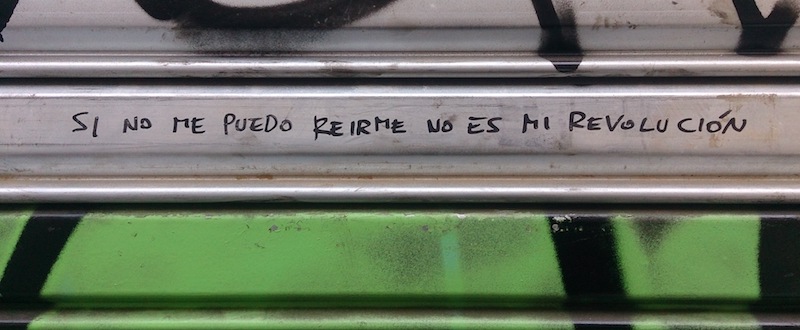 SI NO ME PUEDO REIRME NO ES MI REVOLUCIÓN